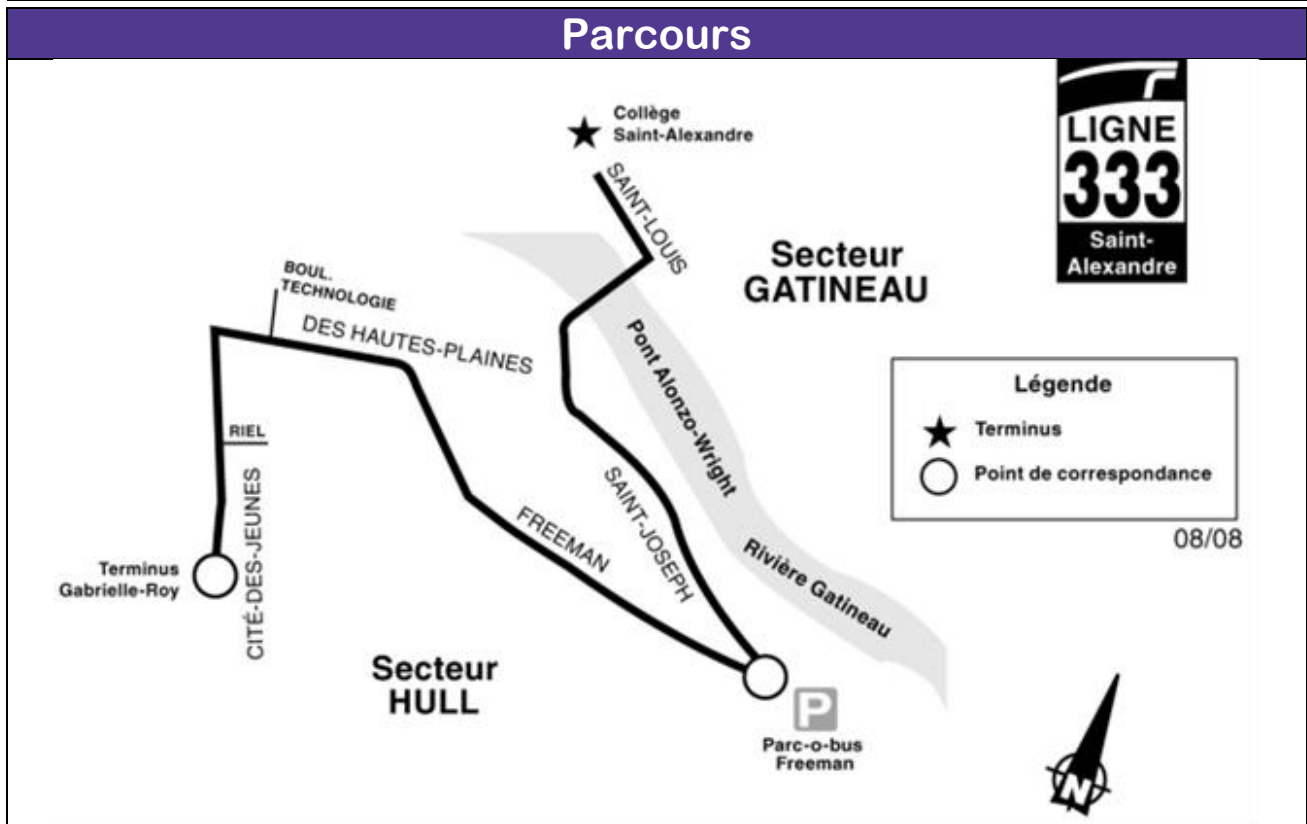 Parcours
Collège
Saint-Alexandre
SAINT-LOUIS
LIGNE
333
Saint-
Alexandre
Secteur
GATINEAU
BOUL.
TECHNOLOGIE
DES HAUTES-PLAINES
Pont Alonzo-Wright
Légende
Terminus
Point de correspondance
08/08
RIEL
CITÉ-DES-JEUNES
FREEMAN
SAINT-JOSEPH
Rivière Gatineau
Terminus
Gabrielle-Roy
Secteur
HULL
P
Parc-o-bus
Freeman
N